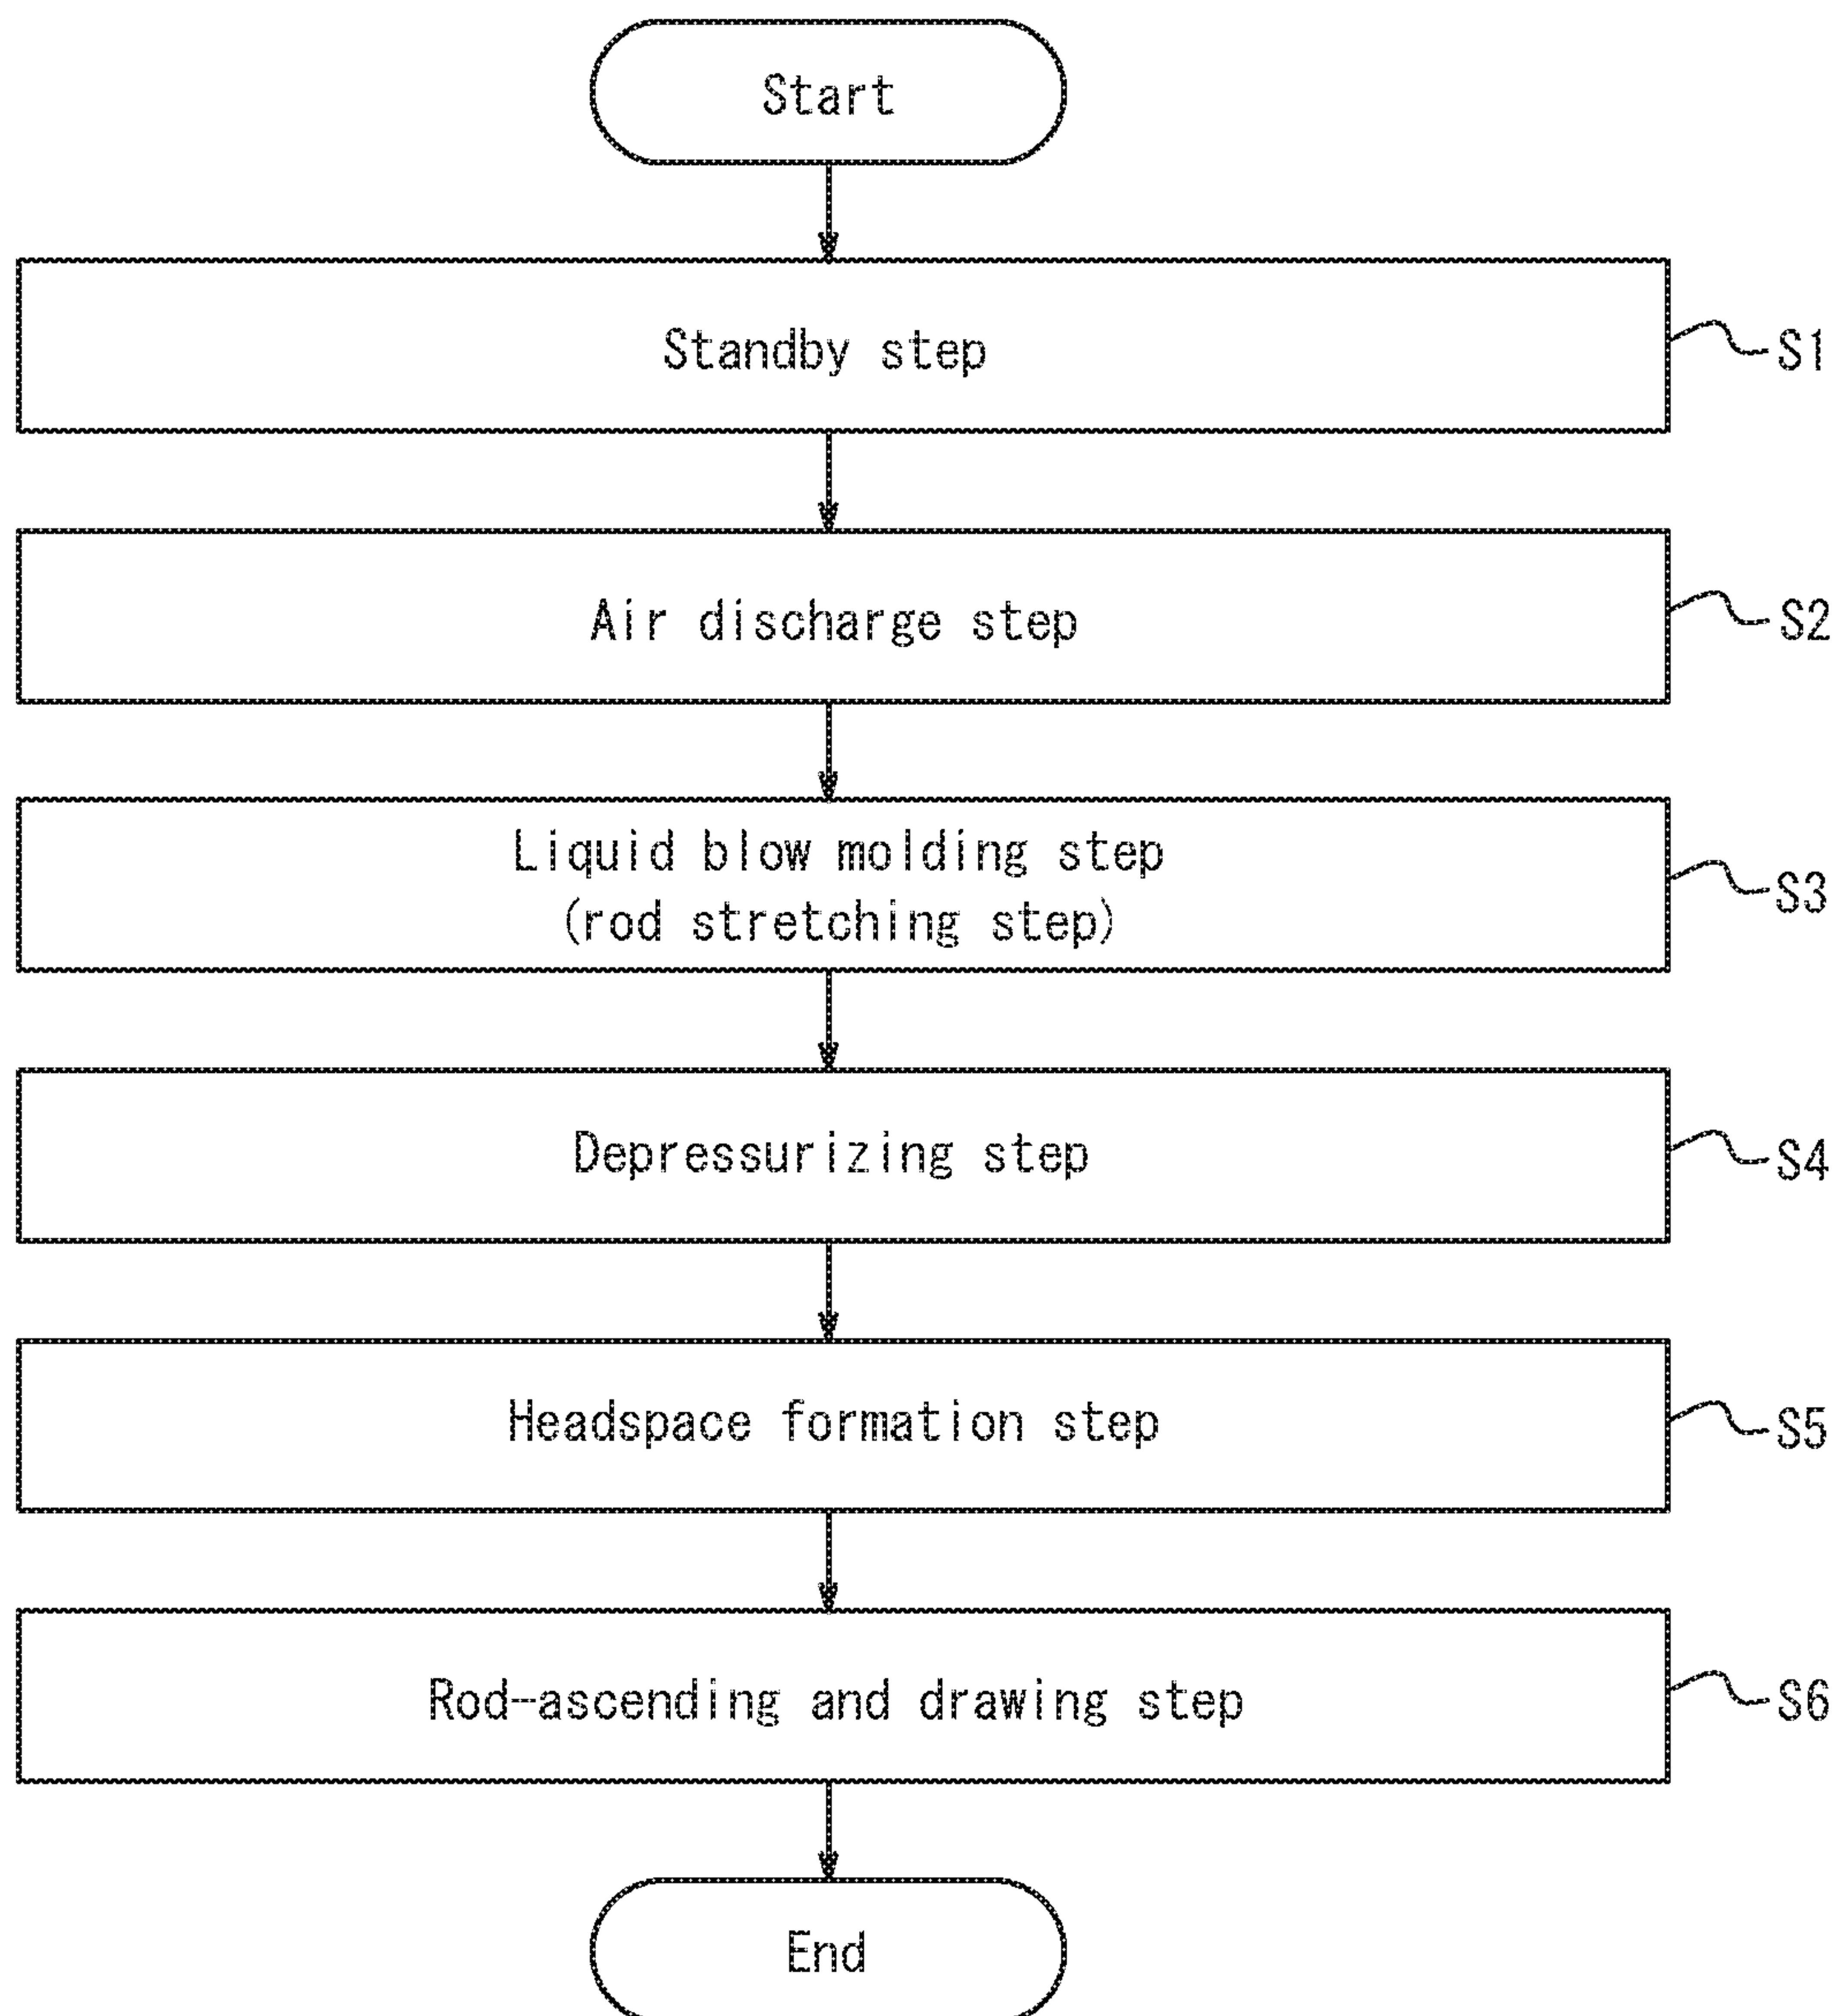 Start
Standby step
S1
Air discharge step
S2
Liquid blow molding step
(rod stretching step)
S3
Depressurizing step
S4
Headspace formation step
S5
Rod-ascending and drawing step
S6
End